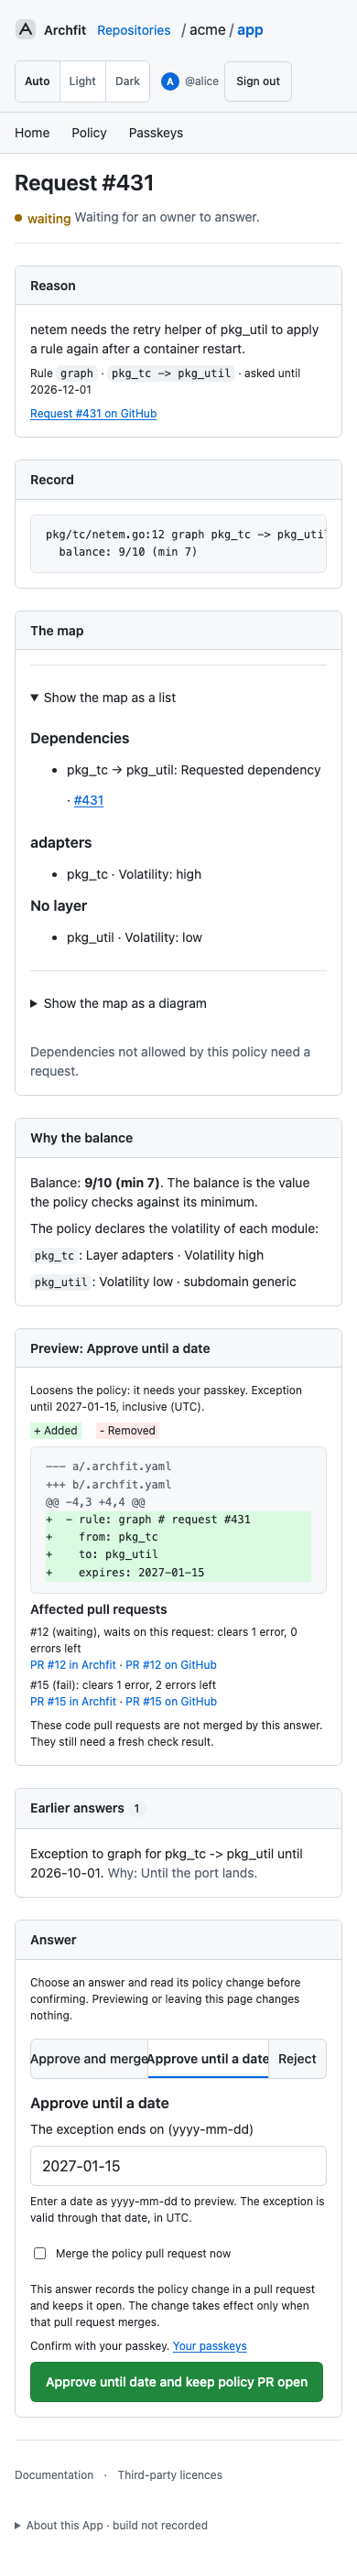 Archfit Repositories / acme / app
Auto Light Dark A @alice Sign out
Home Policy Passkeys
Request #431
waiting Waiting for an owner to answer.
Reason
netem needs the retry helper of pkg_util to apply
a rule again after a container restart.
Rule graph · pkg_tc -> pkg_util · asked until
2026-12-01
Request #431 on GitHub
Record
pkg/tc/netem.go:12 graph pkg_tc -> pkg_util
balance: 9/10 (min 7)
The map
▼ Show the map as a list
Dependencies
• pkg_tc → pkg_util: Requested dependency
· #431
adapters
• pkg_tc · Volatility: high
No layer
• pkg_util · Volatility: low
▶ Show the map as a diagram
Dependencies not allowed by this policy need a
request.
Why the balance
Balance: 9/10 (min 7). The balance is the value
the policy checks against its minimum.
The policy declares the volatility of each module:
pkg_tc: Layer adapters · Volatility high
pkg_util: Volatility low · subdomain generic
Preview: Approve until a date
Loosens the policy: it needs your passkey. Exception
until 2027-01-15, inclusive (UTC).
+ Added - Removed
--- a/.archfit.yaml
+++ b/.archfit.yaml
@@ -4,3 +4,4 @@
+  - rule: graph # request #431
+    from: pkg_tc
+    to: pkg_util
+    expires: 2027-01-15
Affected pull requests
#12 (waiting), waits on this request: clears 1 error, 0
errors left
PR #12 in Archfit · PR #12 on GitHub
#15 (fail): clears 1 error, 2 errors left
PR #15 in Archfit · PR #15 on GitHub
These code pull requests are not merged by this answer.
They still need a fresh check result.
Earlier answers 1
Exception to graph for pkg_tc -> pkg_util until
2026-10-01. Why: Until the port lands.
Answer
Choose an answer and read its policy change before
confirming. Previewing or leaving this page changes
nothing.
Approve and merge Approve until a date Reject
Approve until a date
The exception ends on (yyyy-mm-dd)
2027-01-15
Enter a date as yyyy-mm-dd to preview. The exception is
valid through that date, in UTC.
Merge the policy pull request now
This answer records the policy change in a pull request
and keeps it open. The change takes effect only when
that pull request merges.
Confirm with your passkey. Your passkeys
Approve until date and keep policy PR open
Documentation · Third-party licences
▶ About this App · build not recorded